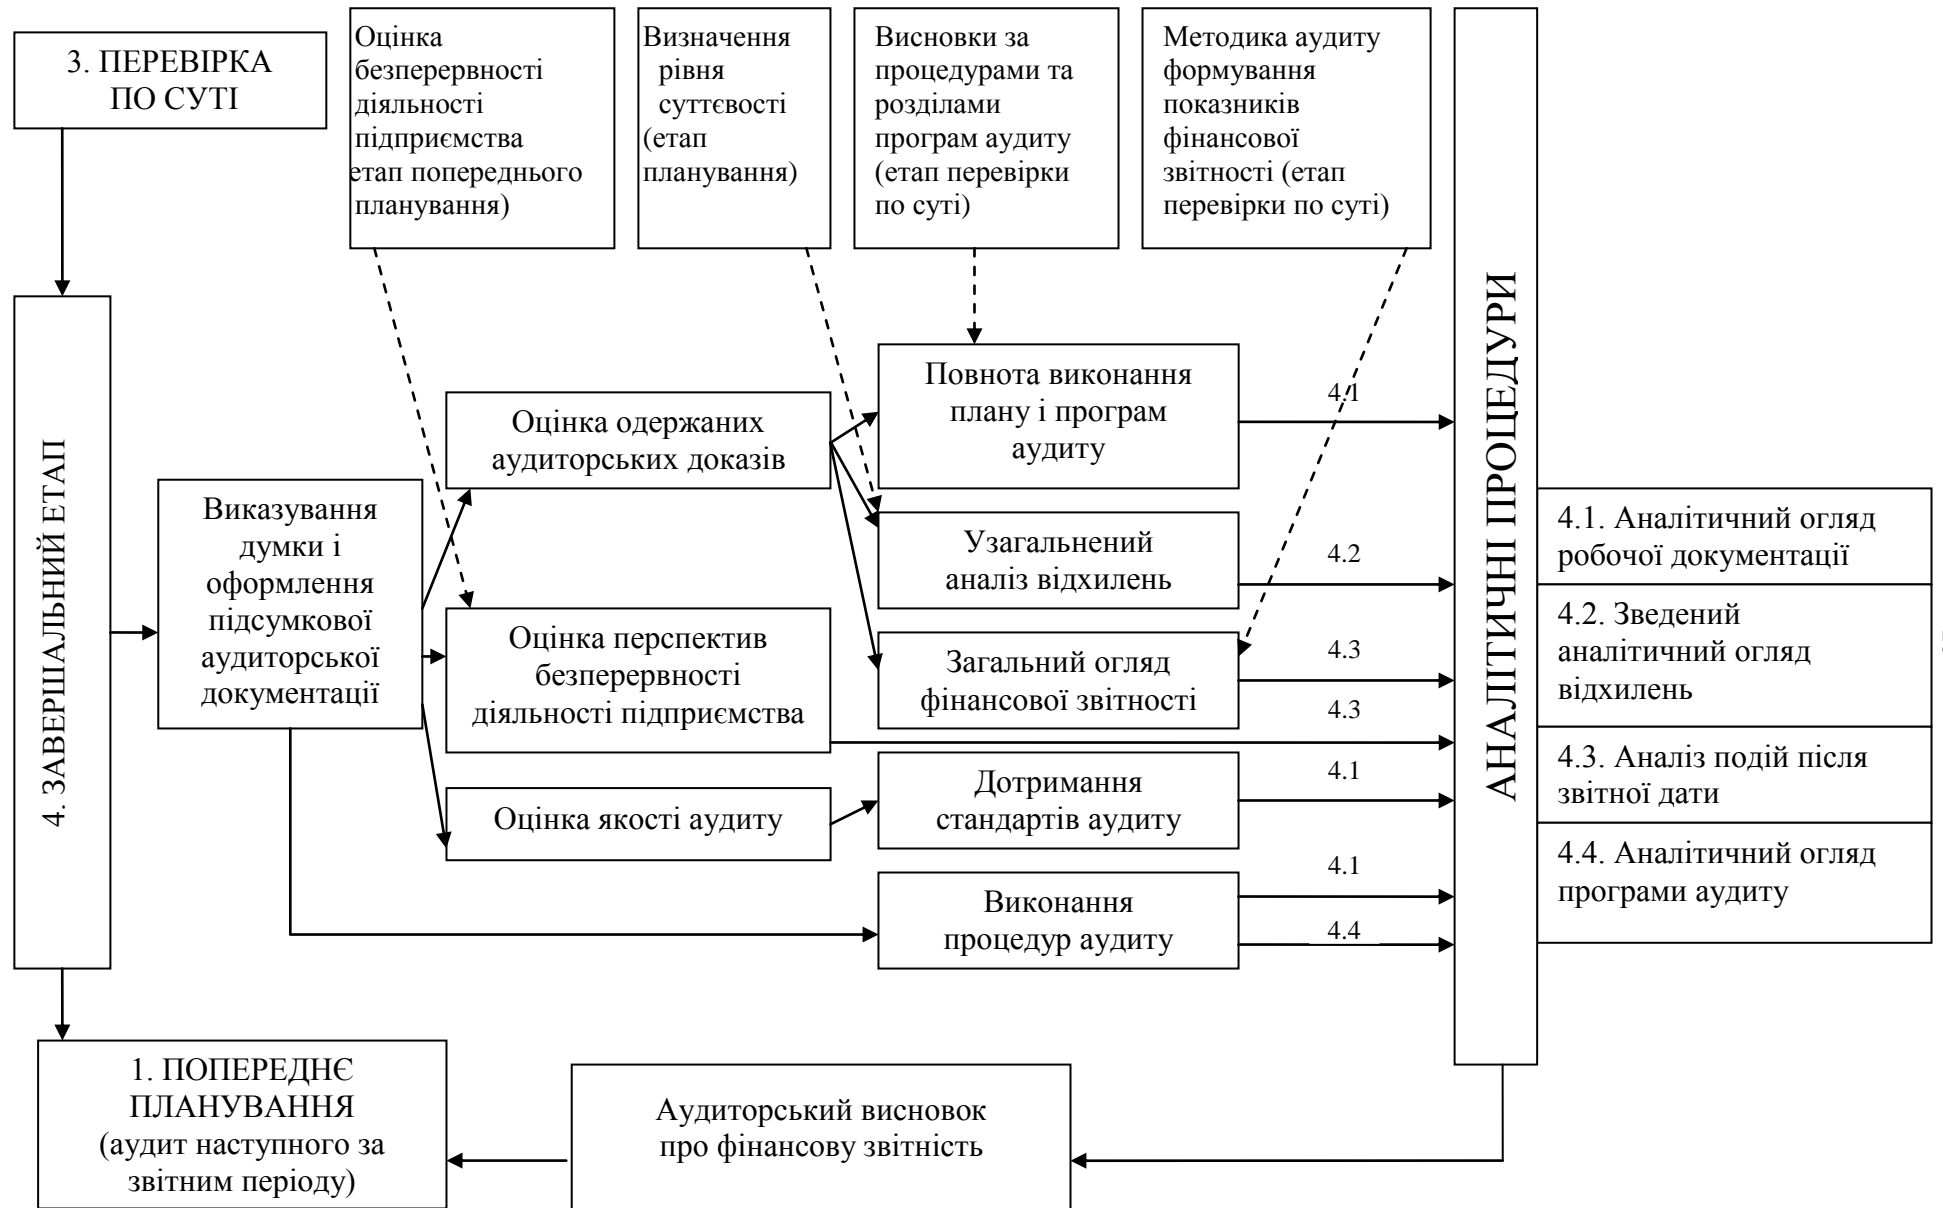 3. ПЕРЕВІРКА
ПО СУТІ
Оцінка
безперервності
діяльності
підприємства
етап попереднього
планування)
Визначення
рівня
суттєвості
(етап
планування)
Висновки за
процедурами та
розділами
програм аудиту
(етап перевірки
по суті)
Методика аудиту
формування
показників
фінансової
звітності (етап
перевірки по суті)
АНАЛІТИЧНІ ПРОЦЕДУРИ
4. ЗАВЕРШАЛЬНИЙ ЕТАП
Виказування
думки і
оформлення
підсумкової
аудиторської
документації
Оцінка одержаних
аудиторських доказів
Оцінка перспектив
безперервності
діяльності підприємства
Оцінка якості аудиту
Повнота виконання
плану і програм
аудиту
Узагальнений
аналіз відхилень
Загальний огляд
фінансової звітності
Дотримання
стандартів аудиту
Виконання
процедур аудиту
4.1
4.2
4.3
4.3
4.1
4.1
4.4
4.1. Аналітичний огляд
робочої документації
4.2. Зведений
аналітичний огляд
відхилень
4.3. Аналіз подій після
звітної дати
4.4. Аналітичний огляд
програми аудиту
1. ПОПЕРЕДНЄ
ПЛАНУВАННЯ
(аудит наступного за
звітним періоду)
Аудиторський висновок
про фінансову звітність